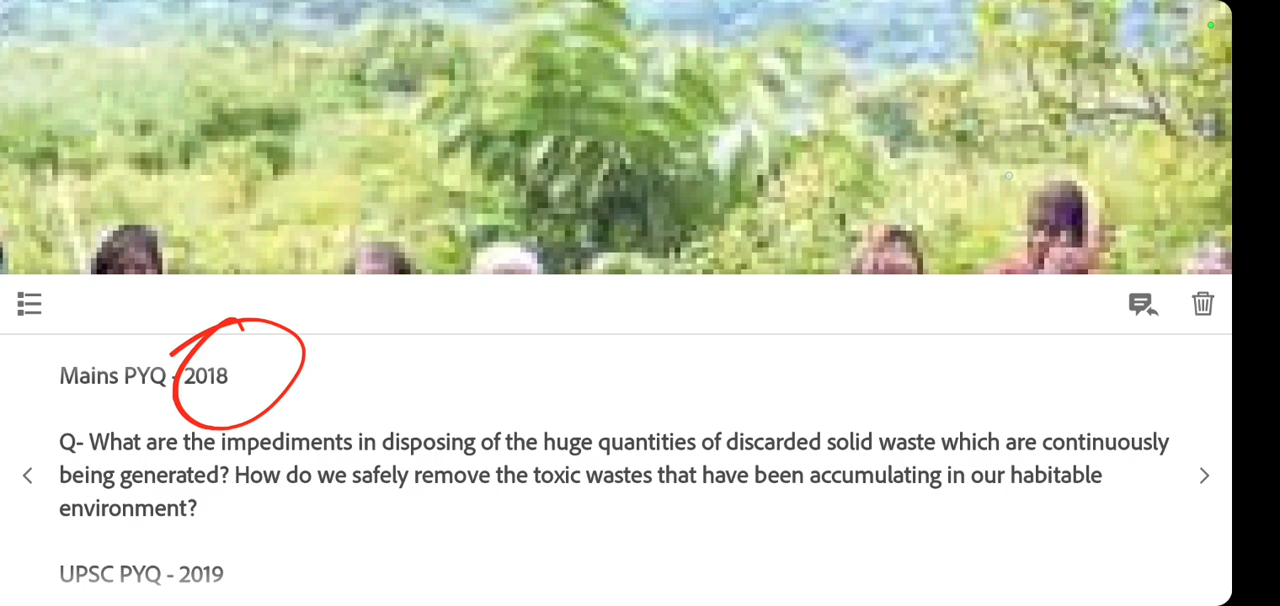 Mains PYQ - 2018
Q- What are the impediments in disposing of the huge quantities of discarded solid waste which are continuously
being generated? How do we safely remove the toxic wastes that have been accumulating in our habitable
environment?
UPSC PYQ - 2019